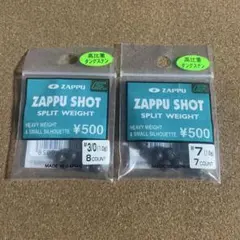 高比重
タングステン
ZAPPU
ZAPPU SHOT
SPLIT WEIGHT
HEAVY WEIGHT
& SMALL SILHOUETTE
¥500
#3/0
8 COUNT
高比重
タングステン
ZAPPU
ZAPPU SHOT
SPLIT WEIGHT
HEAVY WEIGHT
& SMALL SILHOUETTE
¥500
#7
7 COUNT